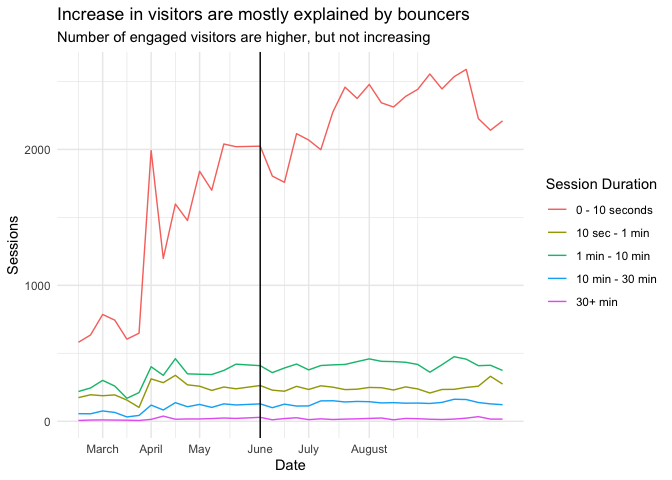 Increase in visitors are mostly explained by bouncers
Number of engaged visitors are higher, but not increasing
2000
1000
0
Sessions
March April May June July August
Date
Session Duration
0 - 10 seconds
10 sec - 1 min
1 min - 10 min
10 min - 30 min
30+ min